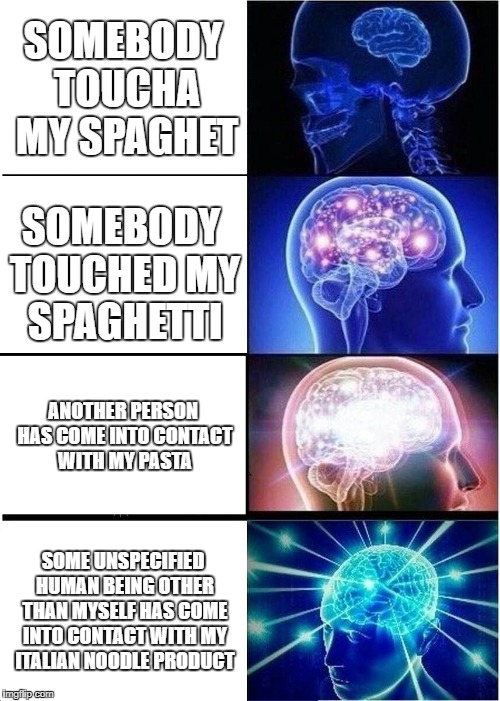 SOMEBODY
TOUCHA
MY SPAGHET
SOMEBODY
TOUCHED MY
SPAGHETTI
ANOTHER PERSON
HAS COME INTO CONTACT
WITH MY PASTA
SOME UNSPECIFIED
HUMAN BEING OTHER
THAN MYSELF HAS COME
INTO CONTACT WITH MY
ITALIAN NOODLE PRODUCT
imgflip.com